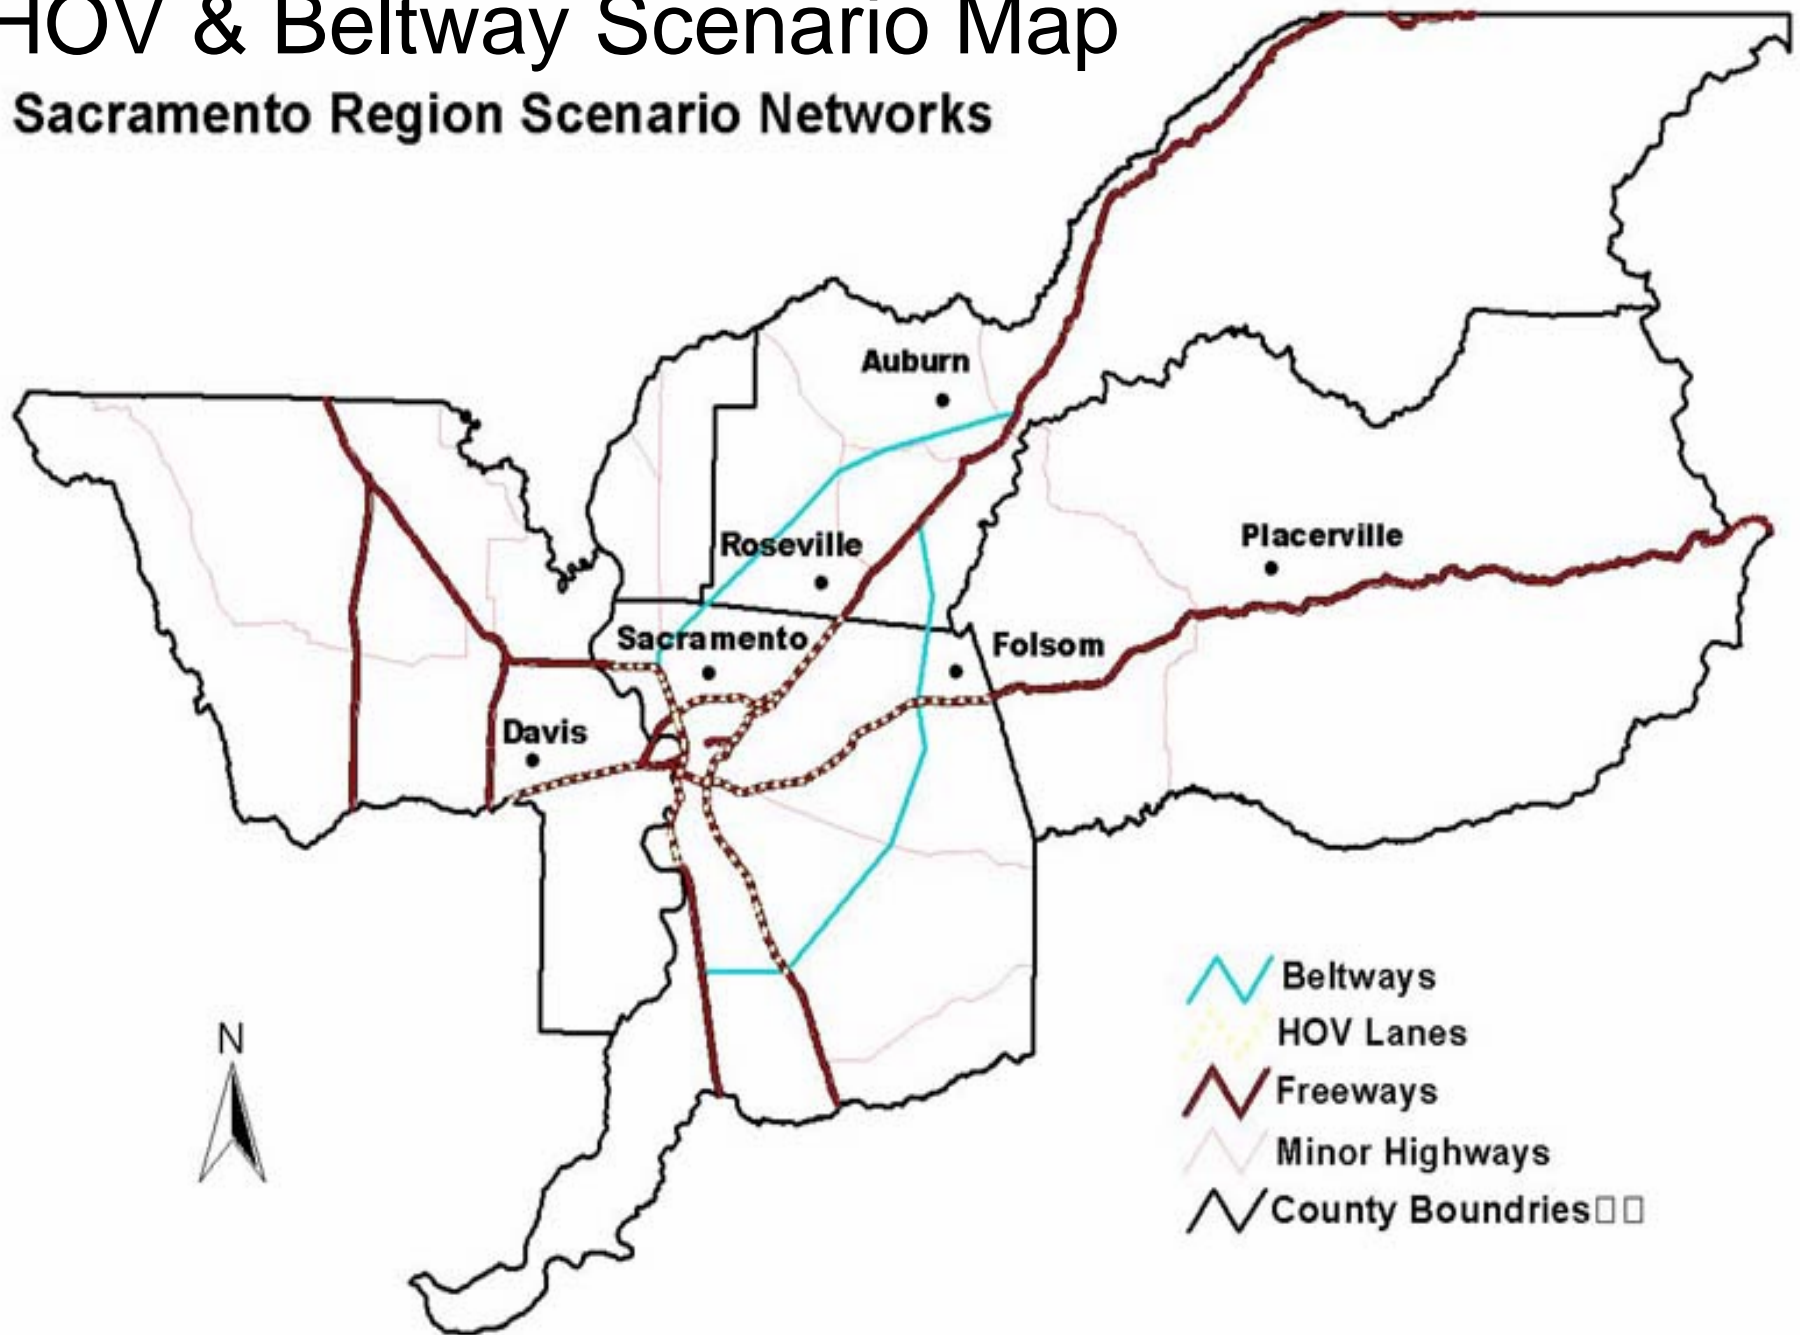 HOV & Beltway Scenario Map
Sacramento Region Scenario Networks
Auburn
Roseville
Placerville
Sacramento
Folsom
Davis
Beltways
HOV Lanes
Freeways
Minor Highways
County Boundries□□
N